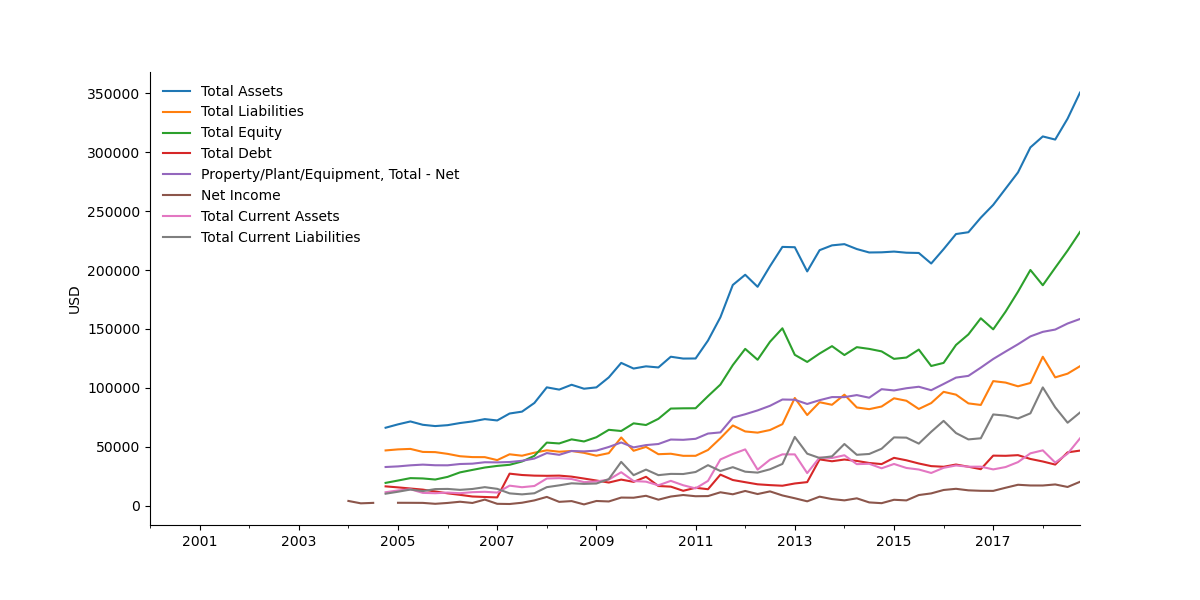 350000
300000
250000
200000
150000
100000
50000
0
USD
Total Assets
Total Liabilities
Total Equity
Total Debt
Property/Plant/Equipment, Total - Net
Net Income
Total Current Assets
Total Current Liabilities
2001 2003 2005 2007 2009 2011 2013 2015 2017